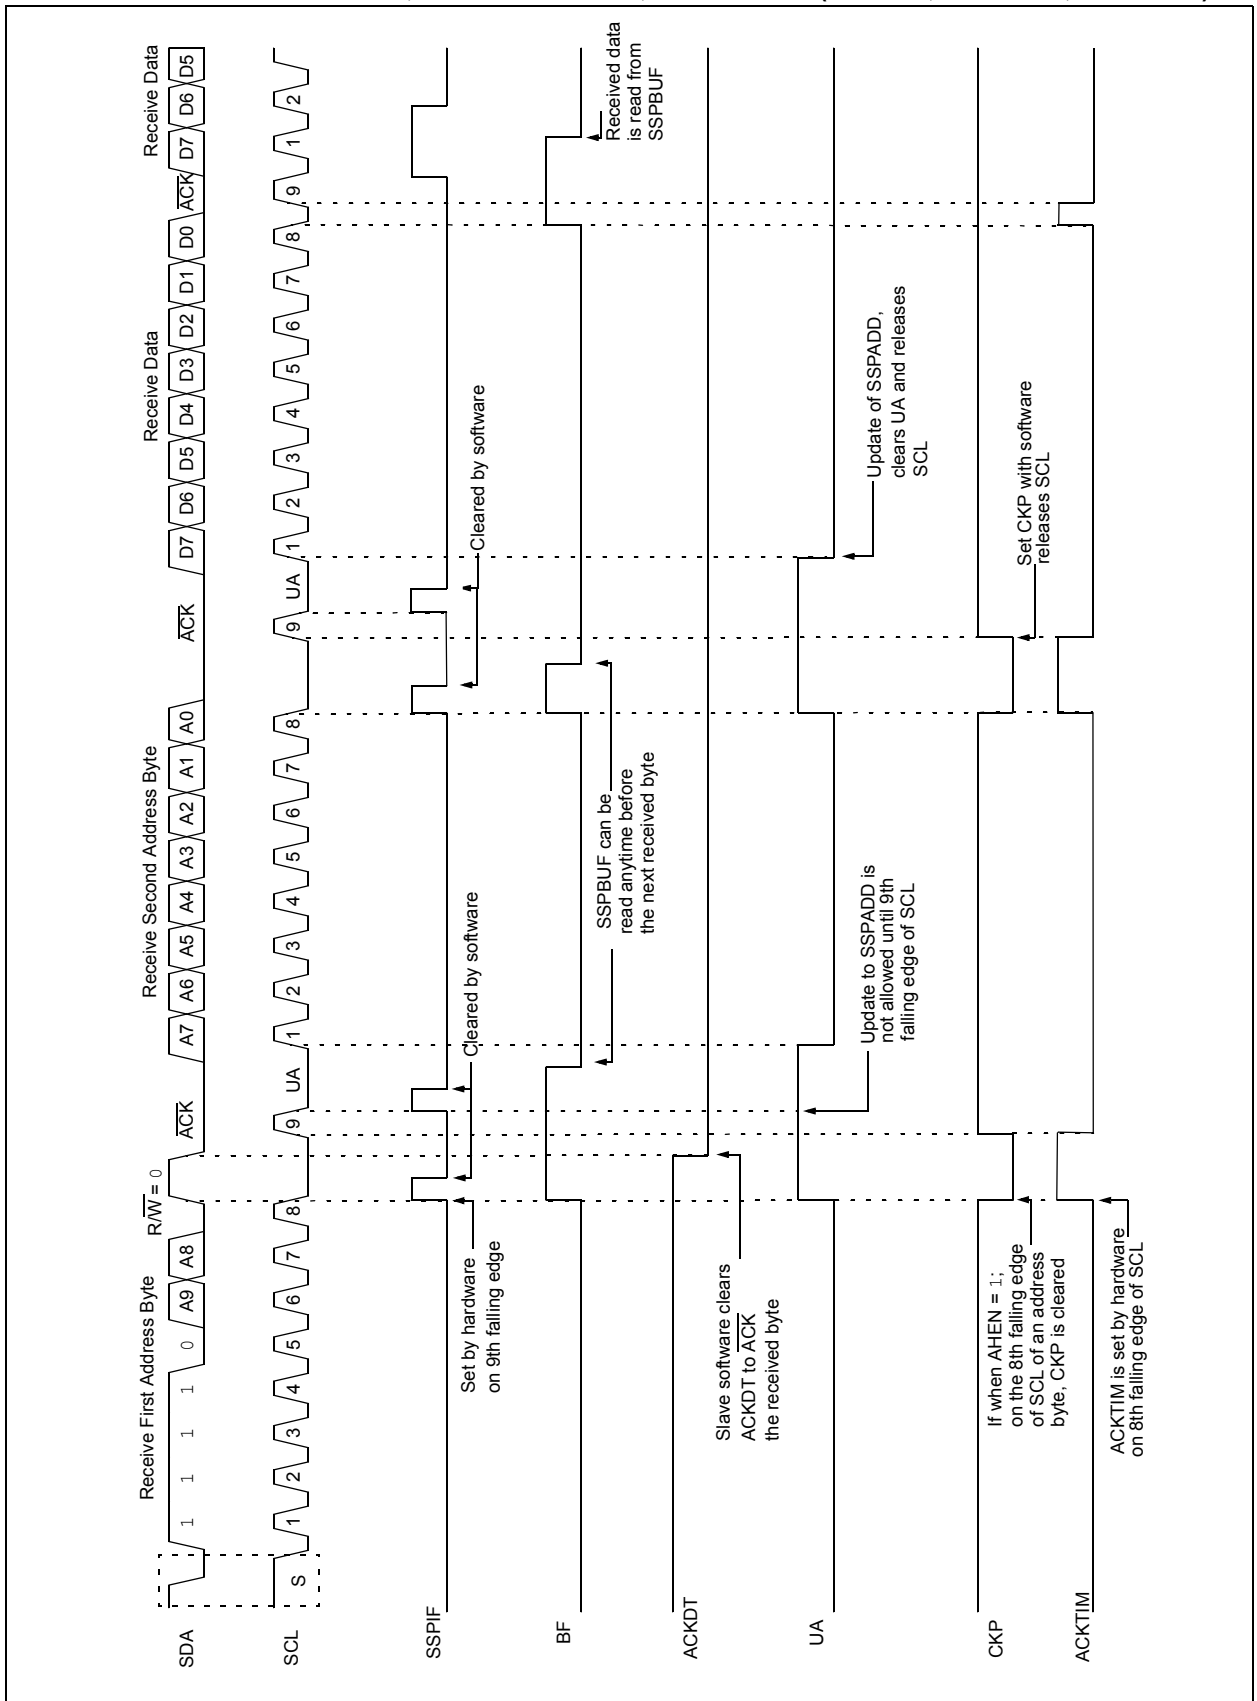 Receive First Address Byte
R/W = 0
Receive Second Address Byte
Receive Data
Receive Data
SDA
1 1 1 1 0 A9 A8 ACK A7 A6 A5 A4 A3 A2 A1 A0 ACK D7 D6 D5 D4 D3 D2 D1 D0 ACK D7 D6 D5
SCL
S 1 2 3 4 5 6 7 8 9 UA 1 2 3 4 5 6 7 8 9 UA 1 2 3 4 5 6 7 8 9 1 2
SSPIF
Set by hardware
on 9th falling edge
Cleared by software
Cleared by software
BF
SSPBUF can be
read anytime before
the next received byte
Received data
is read from
SSPBUF
ACKDT
Slave software clears
ACKDT to ACK
the received byte
UA
Update to SSPADD is
not allowed until 9th
falling edge of SCL
Update of SSPADD,
clears UA and releases
SCL
CKP
If when AHEN = 1;
on the 8th falling edge
of SCL of an address
byte, CKP is cleared
Set CKP with software
releases SCL
ACKTIM
ACKTIM is set by hardware
on 8th falling edge of SCL